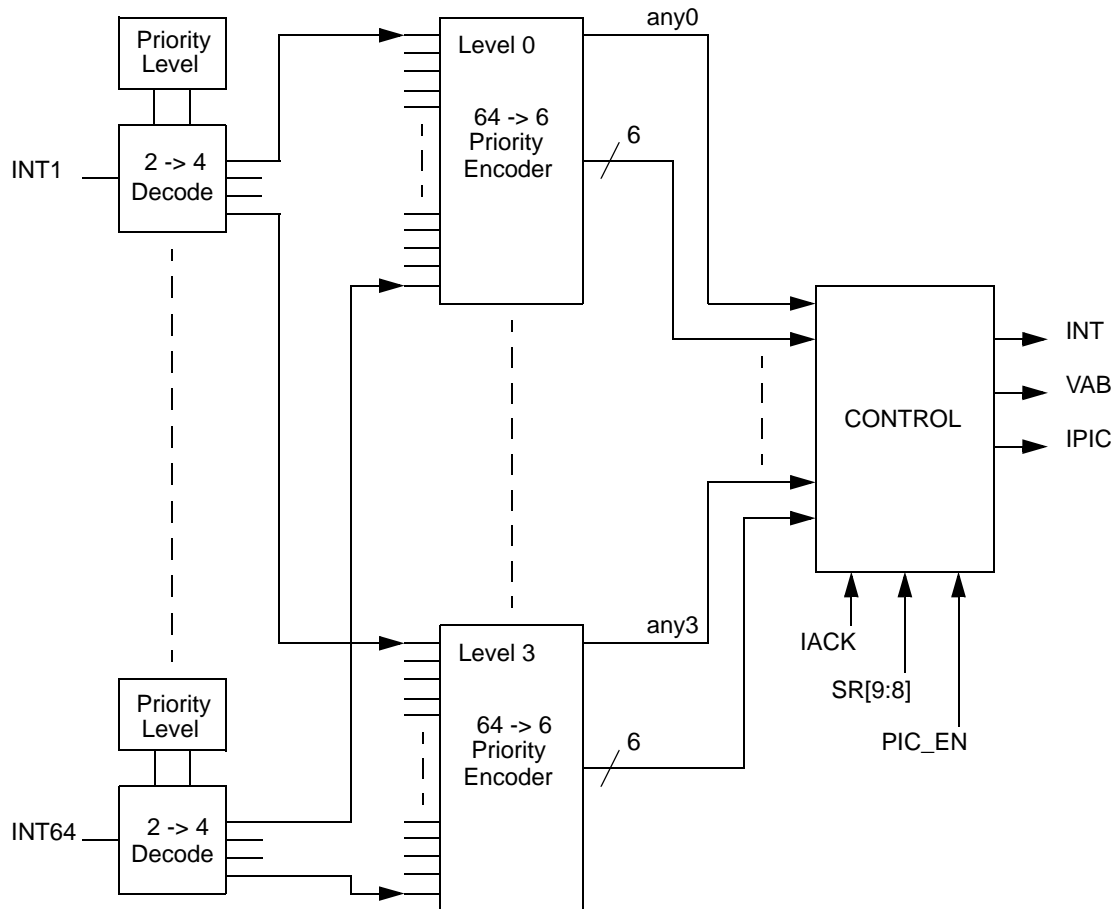 Priority
Level
INT1
2 -> 4
Decode
Level 0
64 -> 6
Priority
Encoder
any0
6
CONTROL
INT
VAB
IPIC
IACK
SR[9:8]
PIC_EN
Priority
Level
INT64
2 -> 4
Decode
Level 3
64 -> 6
Priority
Encoder
any3
6